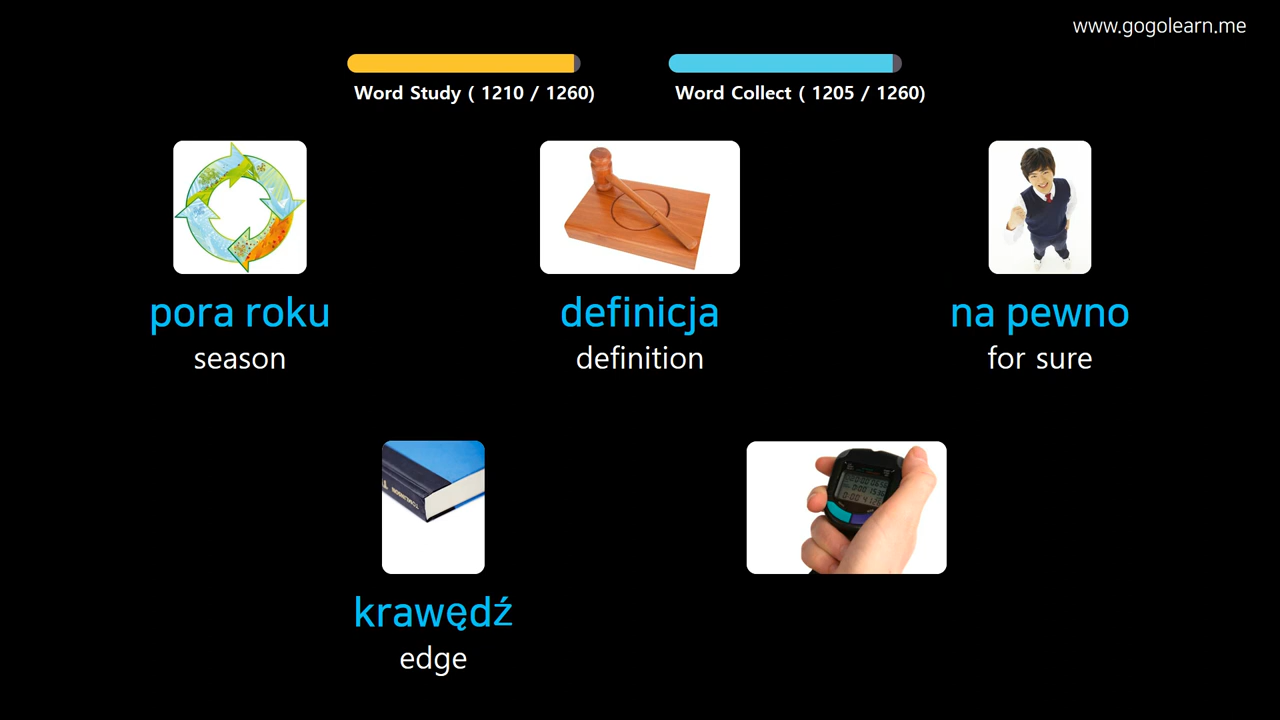 www.gogolearn.me
Word Study ( 1210 / 1260)
Word Collect ( 1205 / 1260)
pora roku
season
definicja
definition
na pewno
for sure
krawędź
edge